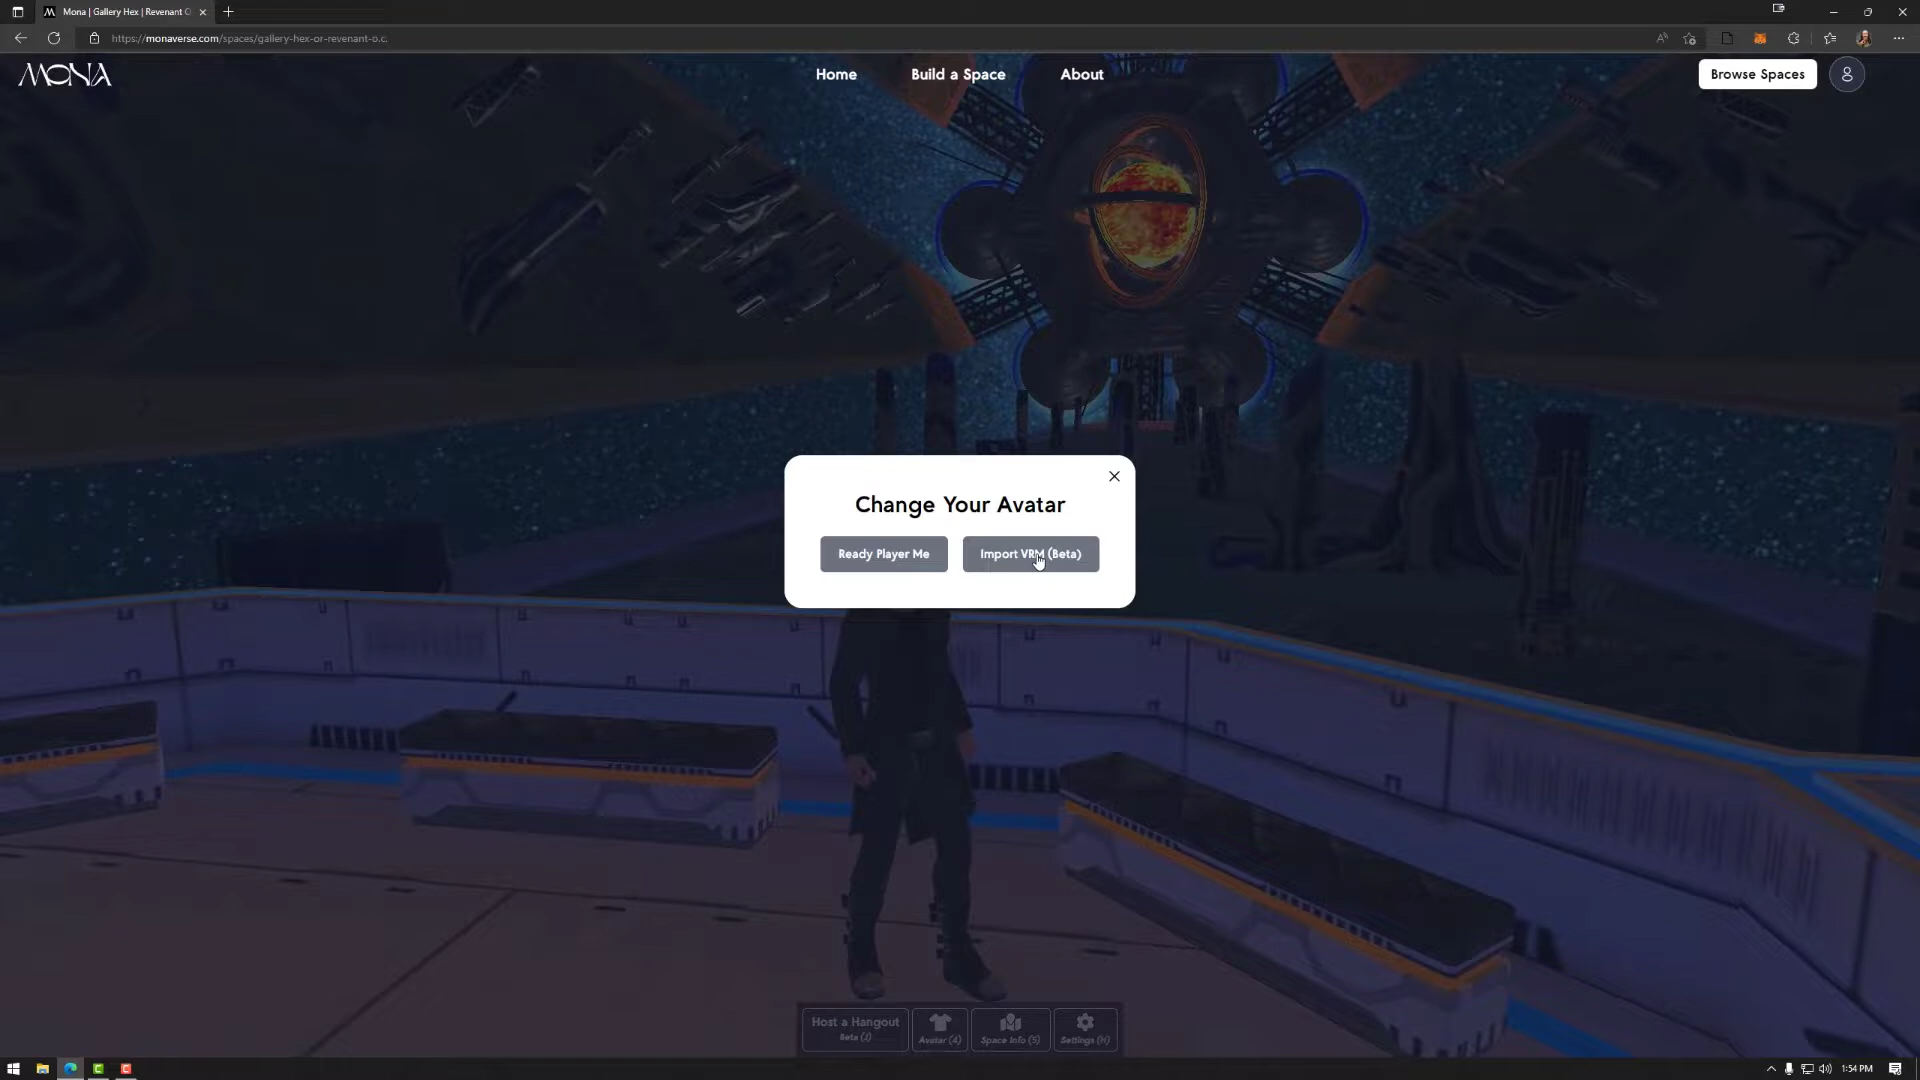 Mona | Gallery Hex | Revenant O
https://monaverse.com/spaces/gallery-hex-or-revenant-o.c.
MONA
Home
Build a Space
About
Browse Spaces
Change Your Avatar
Ready Player Me
Import VRM (Beta)
Host a Hangout
Beta (J)
Avatar (4)
Space Info (5)
Settings (H)
1:54 PM